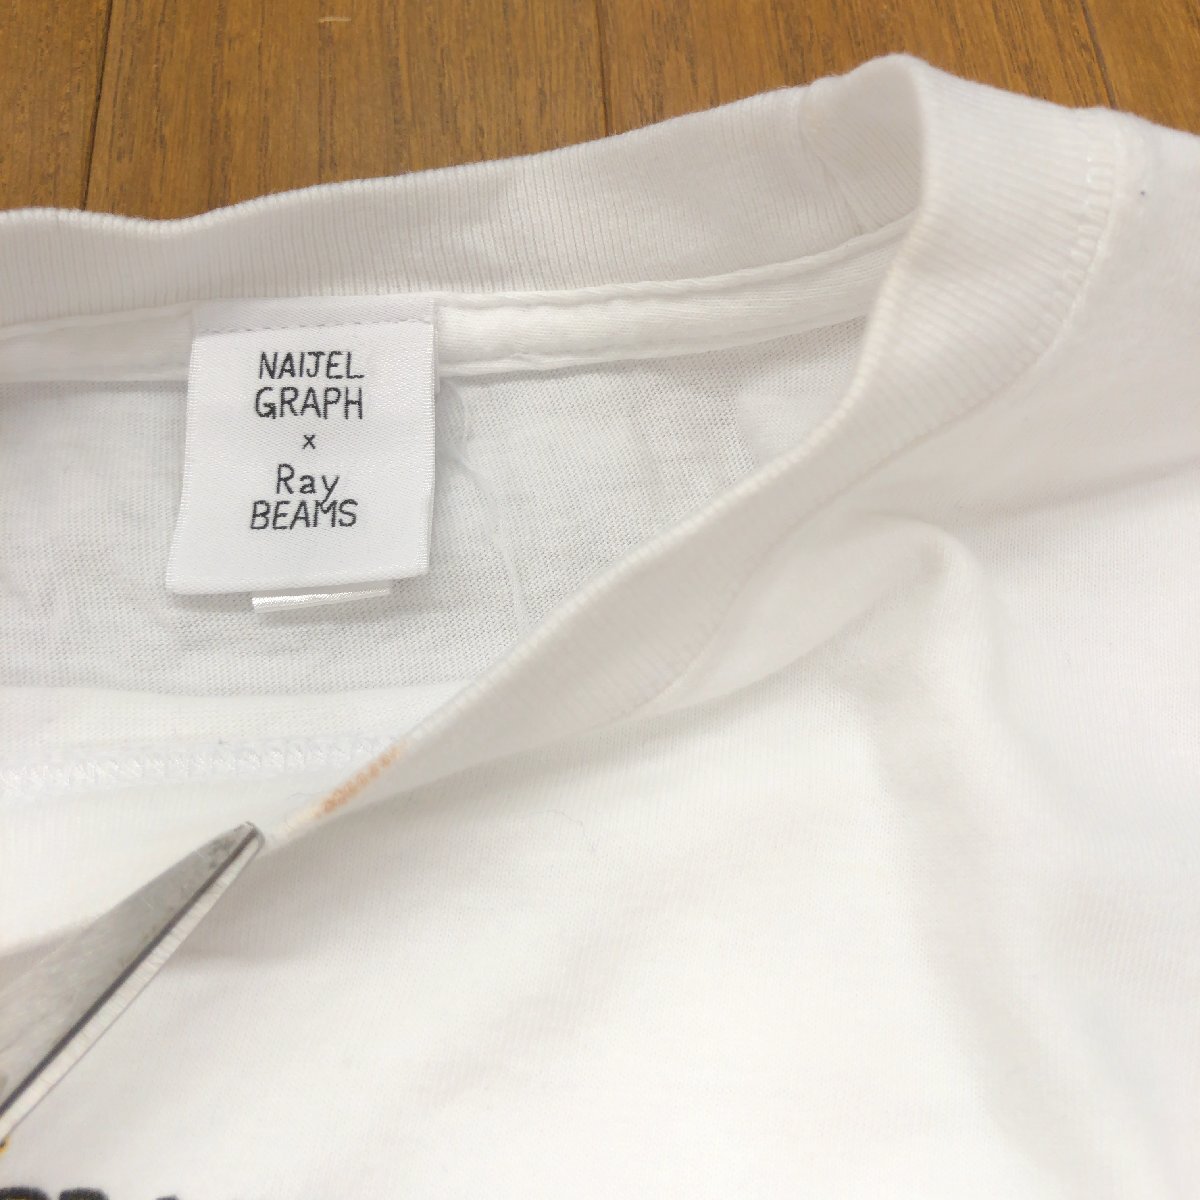 NAIJEL
GRAPH
x
Ray
BEAMS